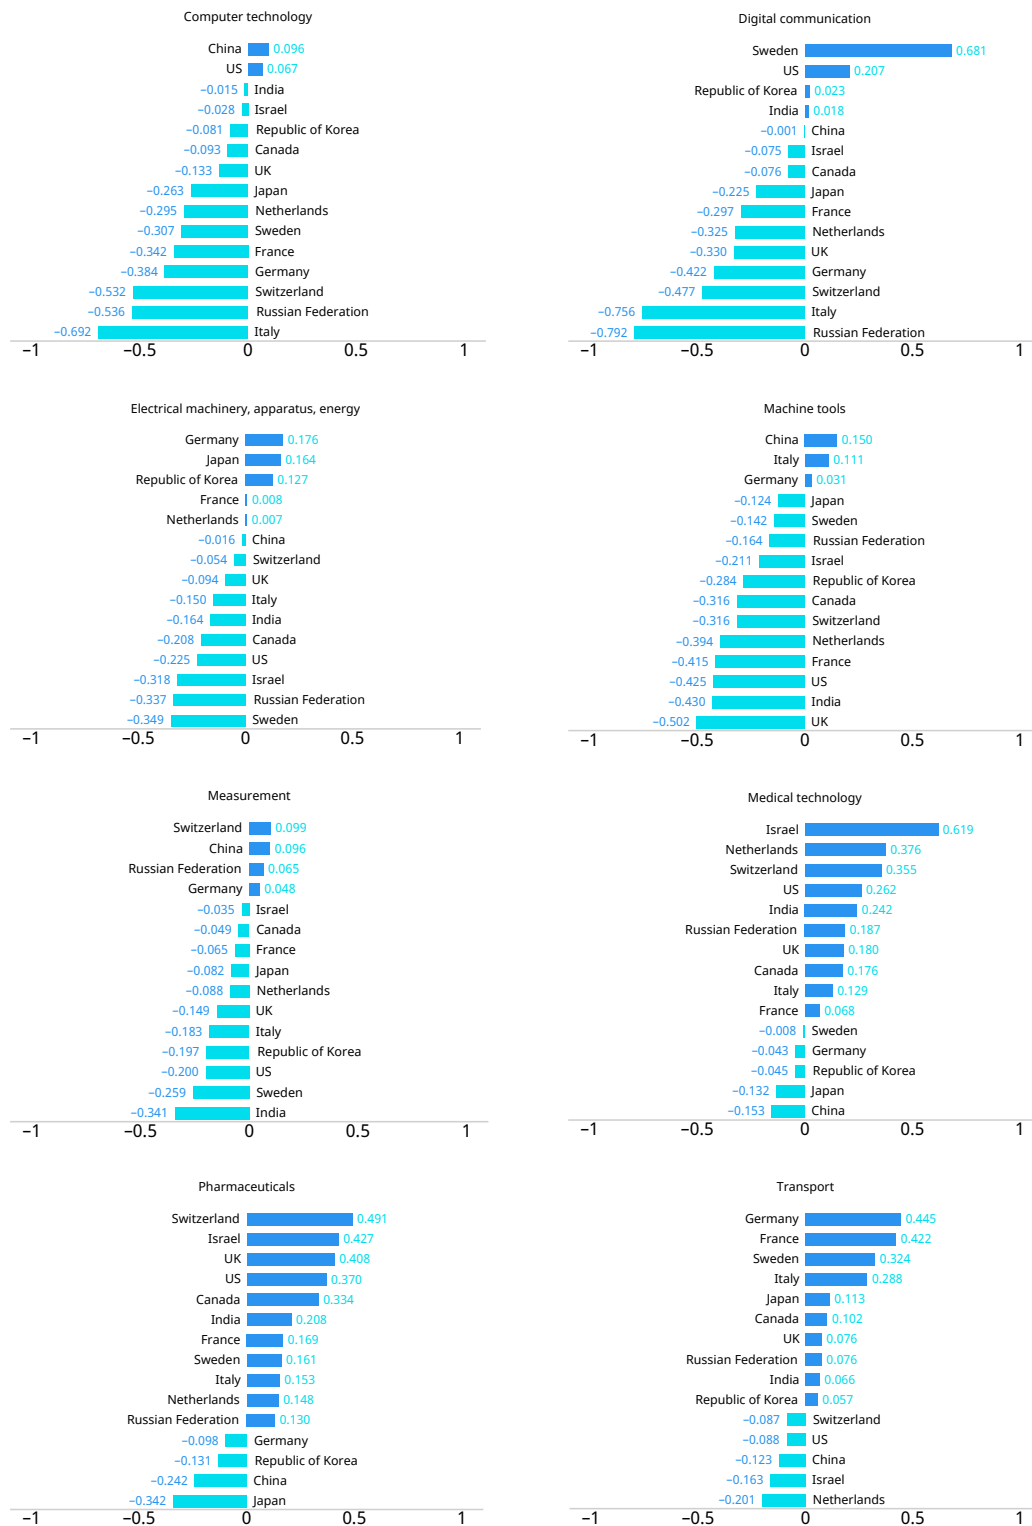 Computer technology
China 0.096
US 0.067
−0.015 India
−0.028 Israel
−0.081 Republic of Korea
−0.093 Canada
−0.133 UK
−0.263 Japan
−0.295 Netherlands
−0.307 Sweden
−0.342 France
−0.384 Germany
−0.532 Switzerland
−0.536 Russian Federation
−0.692 Italy
−1 −0.5 0 0.5 1
Digital communication
Sweden 0.681
US 0.207
Republic of Korea 0.023
India 0.018
−0.001 China
−0.075 Israel
−0.076 Canada
−0.225 Japan
−0.297 France
−0.325 Netherlands
−0.330 UK
−0.422 Germany
−0.477 Switzerland
−0.756 Italy
−0.792 Russian Federation
−1 −0.5 0 0.5 1
Electrical machinery, apparatus, energy
Germany 0.176
Japan 0.164
Republic of Korea 0.127
France 0.008
Netherlands 0.007
−0.016 China
−0.054 Switzerland
−0.094 UK
−0.150 Italy
−0.164 India
−0.208 Canada
−0.225 US
−0.318 Israel
−0.337 Russian Federation
−0.349 Sweden
−1 −0.5 0 0.5 1
Machine tools
China 0.150
Italy 0.111
Germany 0.031
−0.124 Japan
−0.142 Sweden
−0.164 Russian Federation
−0.211 Israel
−0.284 Republic of Korea
−0.316 Canada
−0.316 Switzerland
−0.394 Netherlands
−0.415 France
−0.425 US
−0.430 India
−0.502 UK
−1 −0.5 0 0.5 1
Measurement
Switzerland 0.099
China 0.096
Russian Federation 0.065
Germany 0.048
−0.035 Israel
−0.049 Canada
−0.065 France
−0.082 Japan
−0.088 Netherlands
−0.149 UK
−0.183 Italy
−0.197 Republic of Korea
−0.200 US
−0.259 Sweden
−0.341 India
−1 −0.5 0 0.5 1
Medical technology
Israel 0.619
Netherlands 0.376
Switzerland 0.355
US 0.262
India 0.242
Russian Federation 0.187
UK 0.180
Canada 0.176
Italy 0.129
France 0.068
−0.008 Sweden
−0.043 Germany
−0.045 Republic of Korea
−0.132 Japan
−0.153 China
−1 −0.5 0 0.5 1
Pharmaceuticals
Switzerland 0.491
Israel 0.427
UK 0.408
US 0.370
Canada 0.334
India 0.208
France 0.169
Sweden 0.161
Italy 0.153
Netherlands 0.148
Russian Federation 0.130
−0.098 Germany
−0.131 Republic of Korea
−0.242 China
−0.342 Japan
−1 −0.5 0 0.5 1
Transport
Germany 0.445
France 0.422
Sweden 0.324
Italy 0.288
Japan 0.113
Canada 0.102
UK 0.076
Russian Federation 0.076
India 0.066
Republic of Korea 0.057
−0.087 Switzerland
−0.088 US
−0.123 China
−0.163 Israel
−0.201 Netherlands
−1 −0.5 0 0.5 1